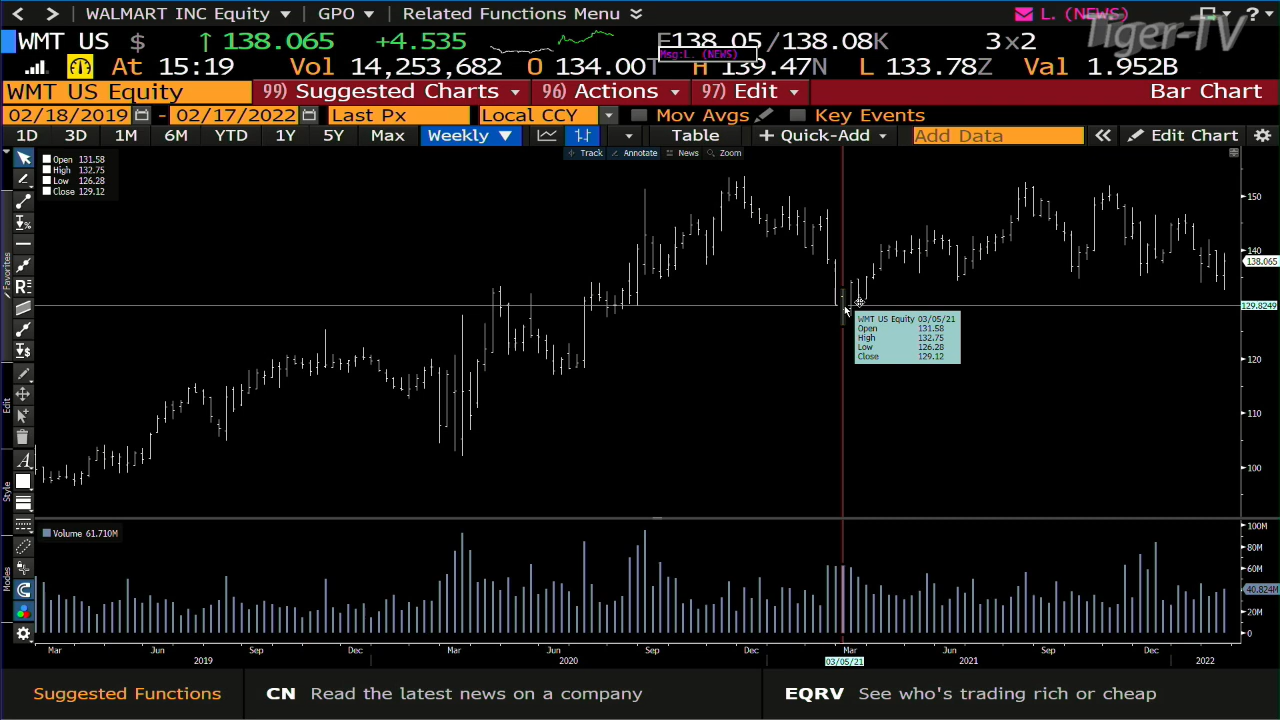 WALMART INC Equity GPO Related Functions Menu L. (NEWS) ?
Tiger-TV
WMT US $ ↑ 138.065 +4.535 138.05/138.08K 3x2
Msg:L. (NEWS)
At 15:19 Vol 14,253,682 O 134.00T H 139.47N L 133.78Z Val 1.952B
WMT US Equity 99) Suggested Charts 96) Actions 97) Edit Bar Chart
02/18/2019 - 02/17/2022 Last Px Local CCY Mov Avgs Key Events
1D 3D 1M 6M YTD 1Y 5Y Max Weekly Table + Quick-Add Add Data Edit Chart
Track Annotate News Zoom
Open 131.58
High 132.75
Low 126.28
Close 129.12
150
140
138.065
129.8249
120
110
100
WMT US Equity 03/05/21
Open 131.58
High 132.75
Low 126.28
Close 129.12
Favorites
Edit
Style
Modes
Volume 61.710M
100M
80M
60M
40.824M
20M
0
Mar Jun Sep Dec Mar Jun Sep Dec Mar Jun Sep Dec
2019 2020 03/05/21 2021 2022
Suggested Functions CN Read the latest news on a company EQRV See who's trading rich or cheap